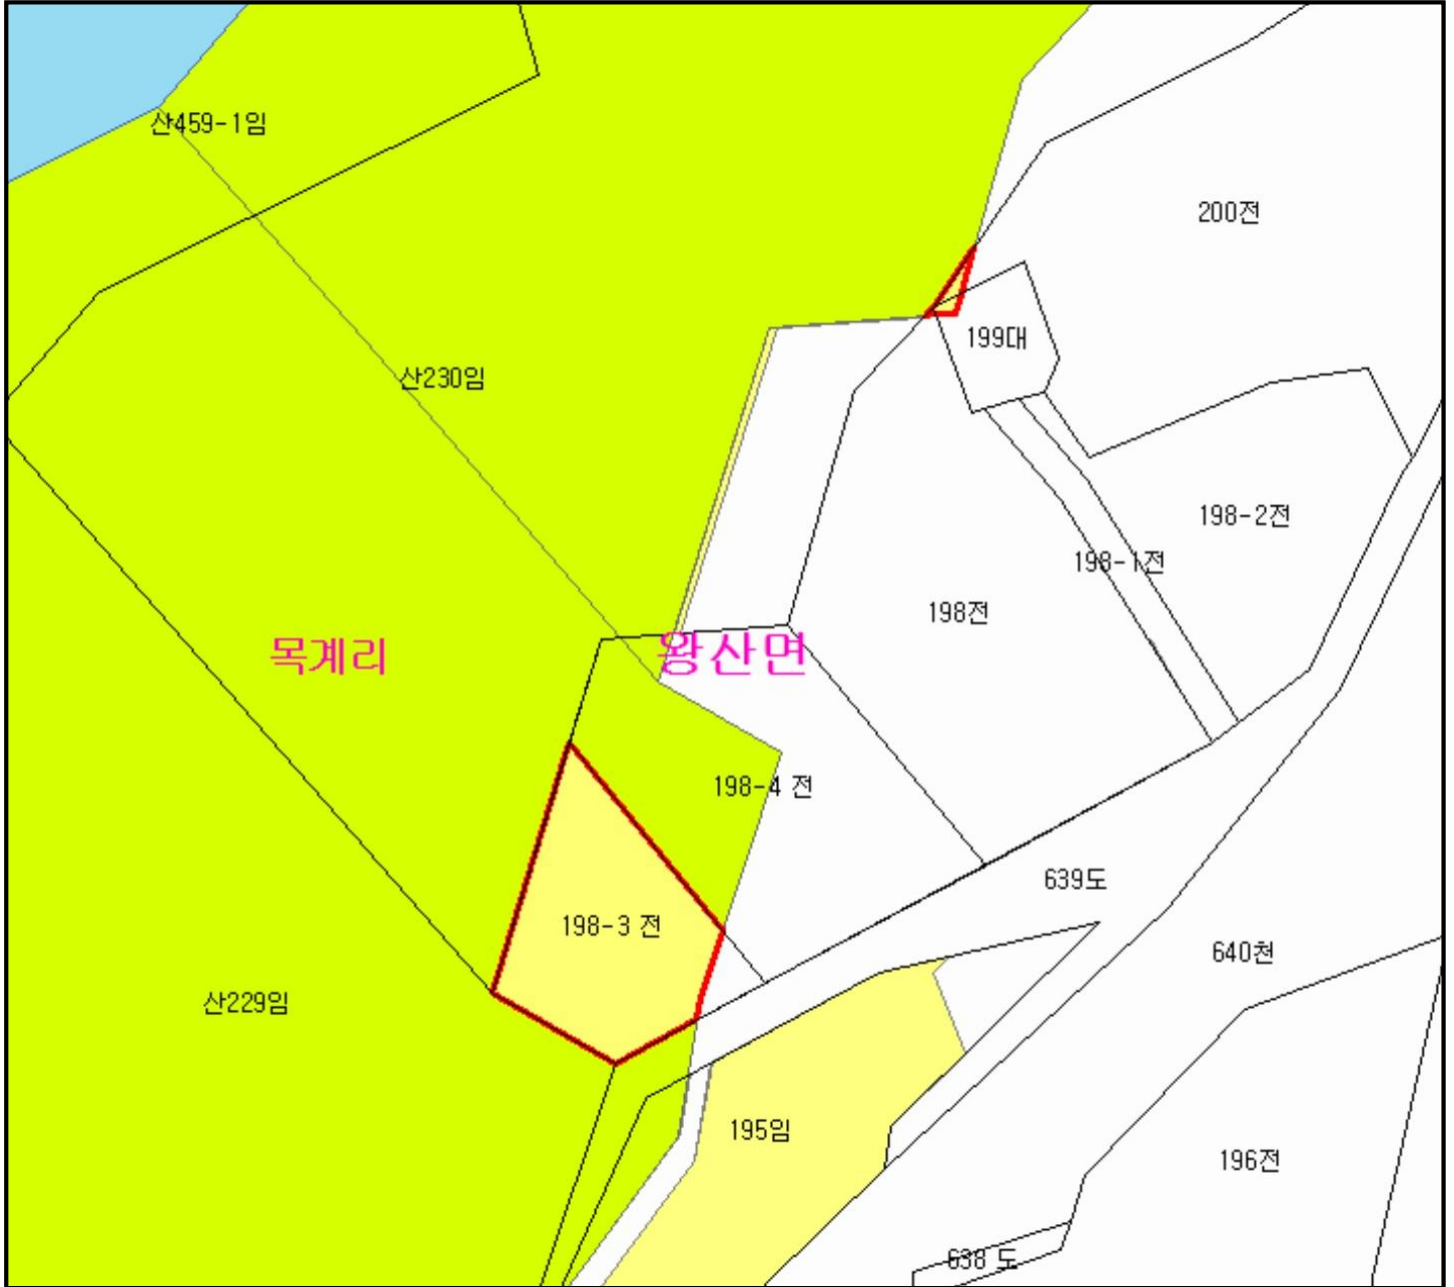 산459-1임
200전
199대
산230임
198-2전
198-1전
198전
목계리
왕산면
198-4 전
639도
198-3 전
640천
산229임
195임
196전
638 도